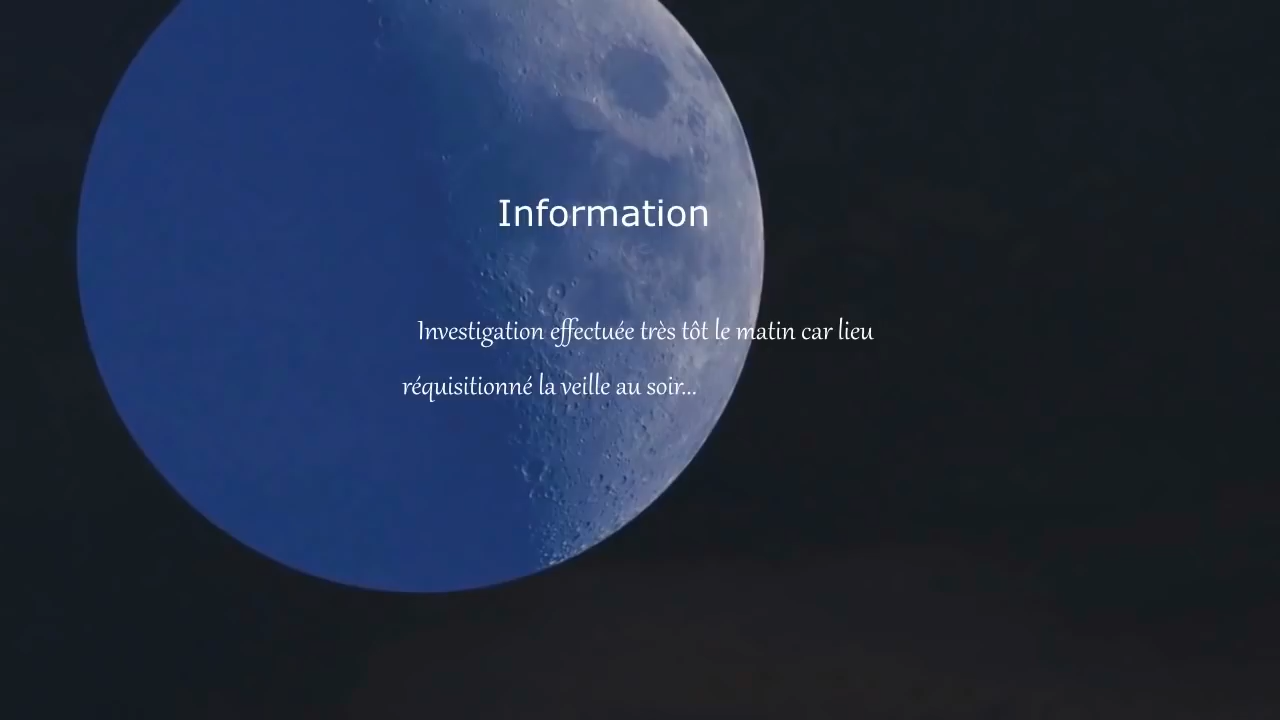 Information
Investigation effectuée très tôt le matin car lieu
réquisitionné la veille au soir...